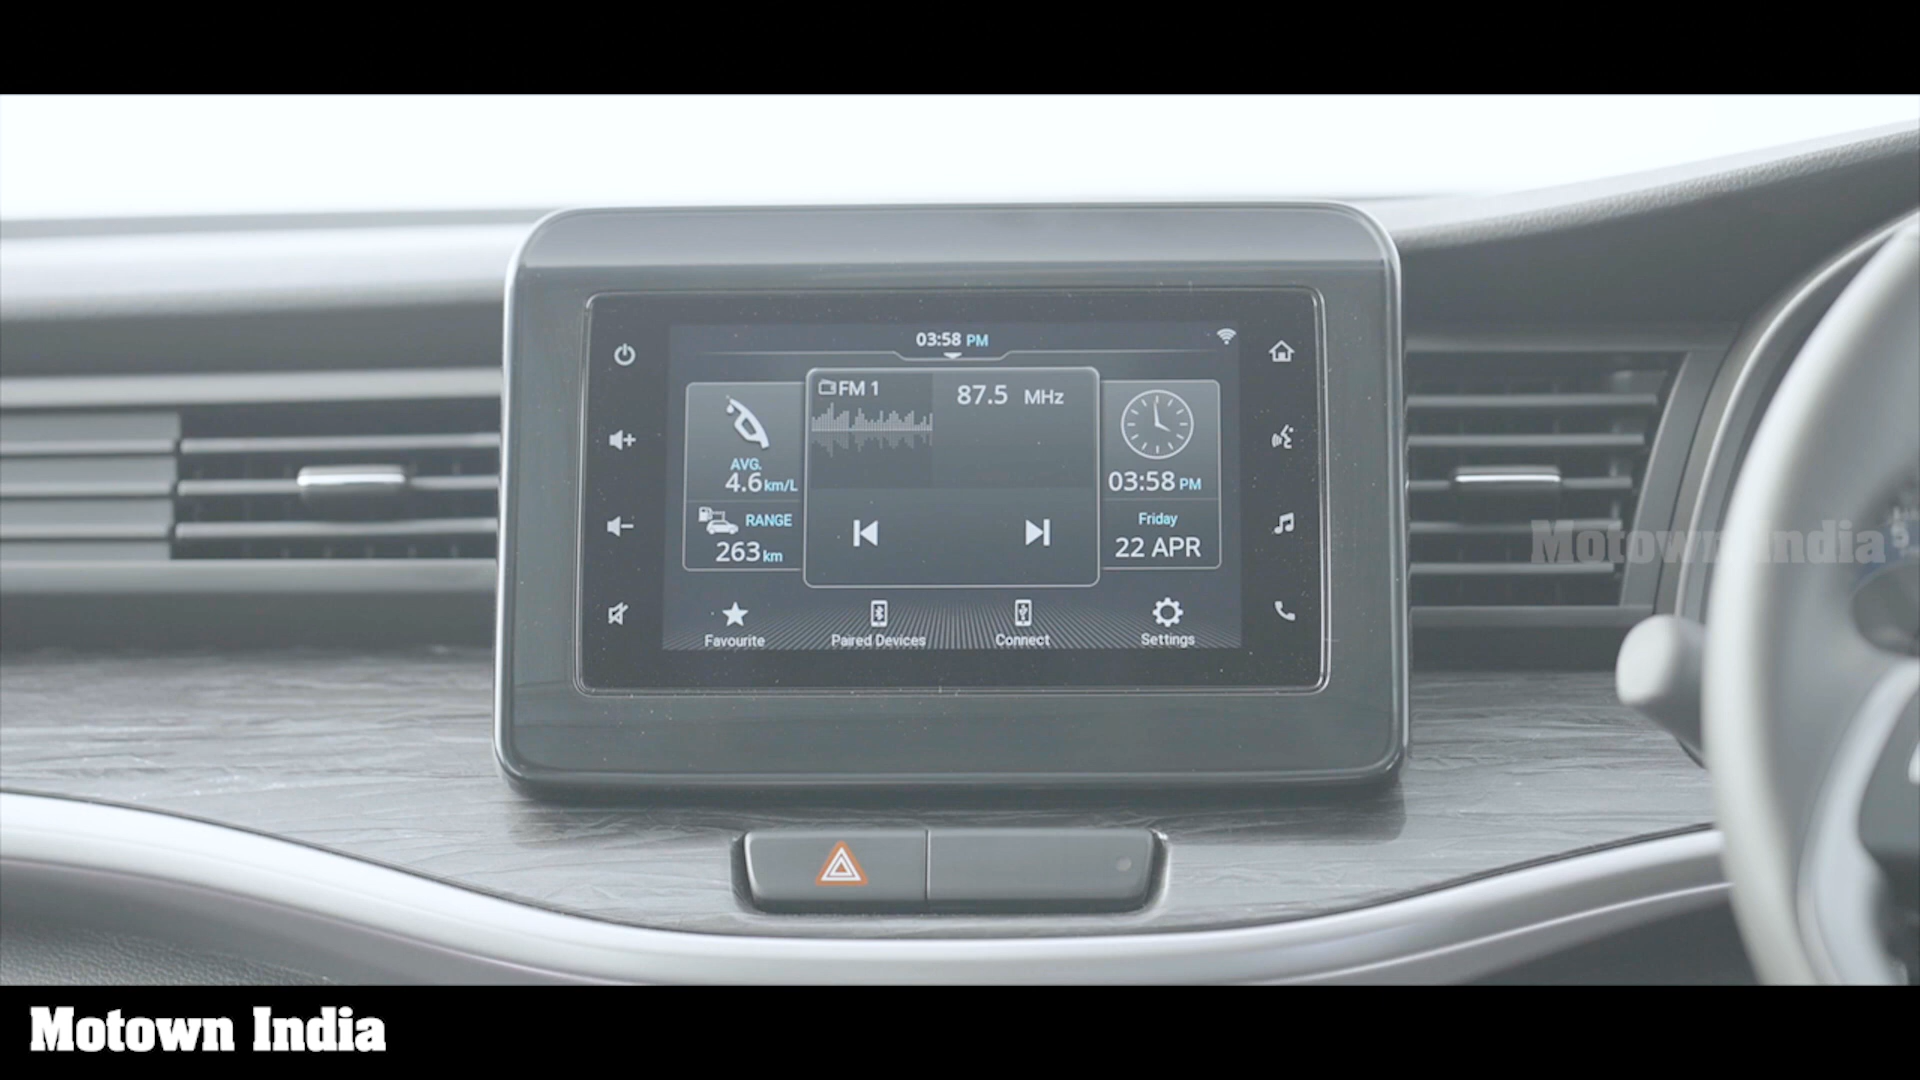 03:58 PM
FM 1
87.5 MHz
AVG.
4.6 km/L
RANGE
263 km
03:58 PM
Friday
22 APR
Favourite
Paired Devices
Connect
Settings
Motown India
Motown India